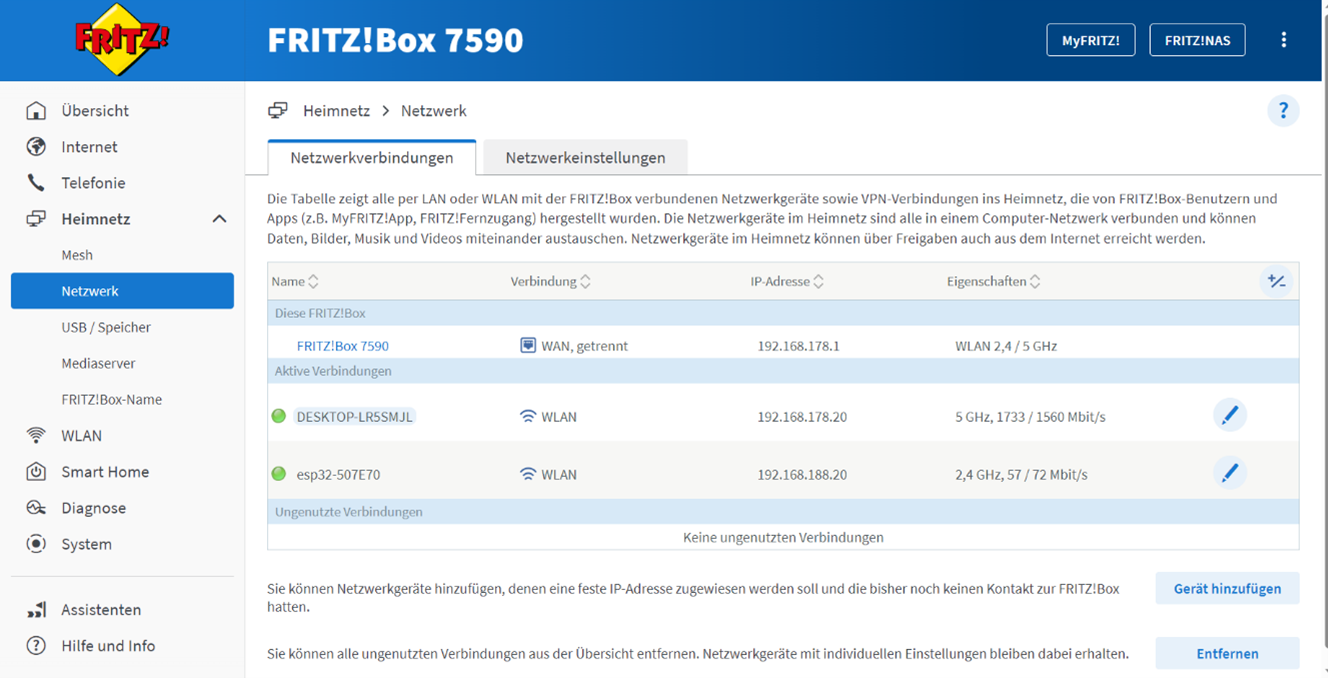 FRITZ!
FRITZ!Box 7590
MyFRITZ!
FRITZ!NAS
Übersicht
Internet
Telefonie
Heimnetz
Mesh
Netzwerk
USB / Speicher
Mediaserver
FRITZ!Box-Name
WLAN
Smart Home
Diagnose
System
Assistenten
Hilfe und Info
Heimnetz > Netzwerk
?
Netzwerkverbindungen
Netzwerkeinstellungen
Die Tabelle zeigt alle per LAN oder WLAN mit der FRITZ!Box verbundenen Netzwerkgeräte sowie VPN-Verbindungen ins Heimnetz, die von FRITZ!Box-Benutzern und
Apps (z.B. MyFRITZ!App, FRITZ!Fernzugang) hergestellt wurden. Die Netzwerkgeräte im Heimnetz sind alle in einem Computer-Netzwerk verbunden und können
Daten, Bilder, Musik und Videos miteinander austauschen. Netzwerkgeräte im Heimnetz können über Freigaben auch aus dem Internet erreicht werden.
Name Verbindung IP-Adresse Eigenschaften
Diese FRITZ!Box
FRITZ!Box 7590 WAN, getrennt 192.168.178.1 WLAN 2,4 / 5 GHz
Aktive Verbindungen
DESKTOP-LR5SMJL WLAN 192.168.178.20 5 GHz, 1733 / 1560 Mbit/s
esp32-507E70 WLAN 192.168.188.20 2,4 GHz, 57 / 72 Mbit/s
Ungenutzte Verbindungen
Keine ungenutzten Verbindungen
Sie können Netzwerkgeräte hinzufügen, denen eine feste IP-Adresse zugewiesen werden soll und die bisher noch keinen Kontakt zur FRITZ!Box
hatten.
Gerät hinzufügen
Sie können alle ungenutzten Verbindungen aus der Übersicht entfernen. Netzwerkgeräte mit individuellen Einstellungen bleiben dabei erhalten.
Entfernen